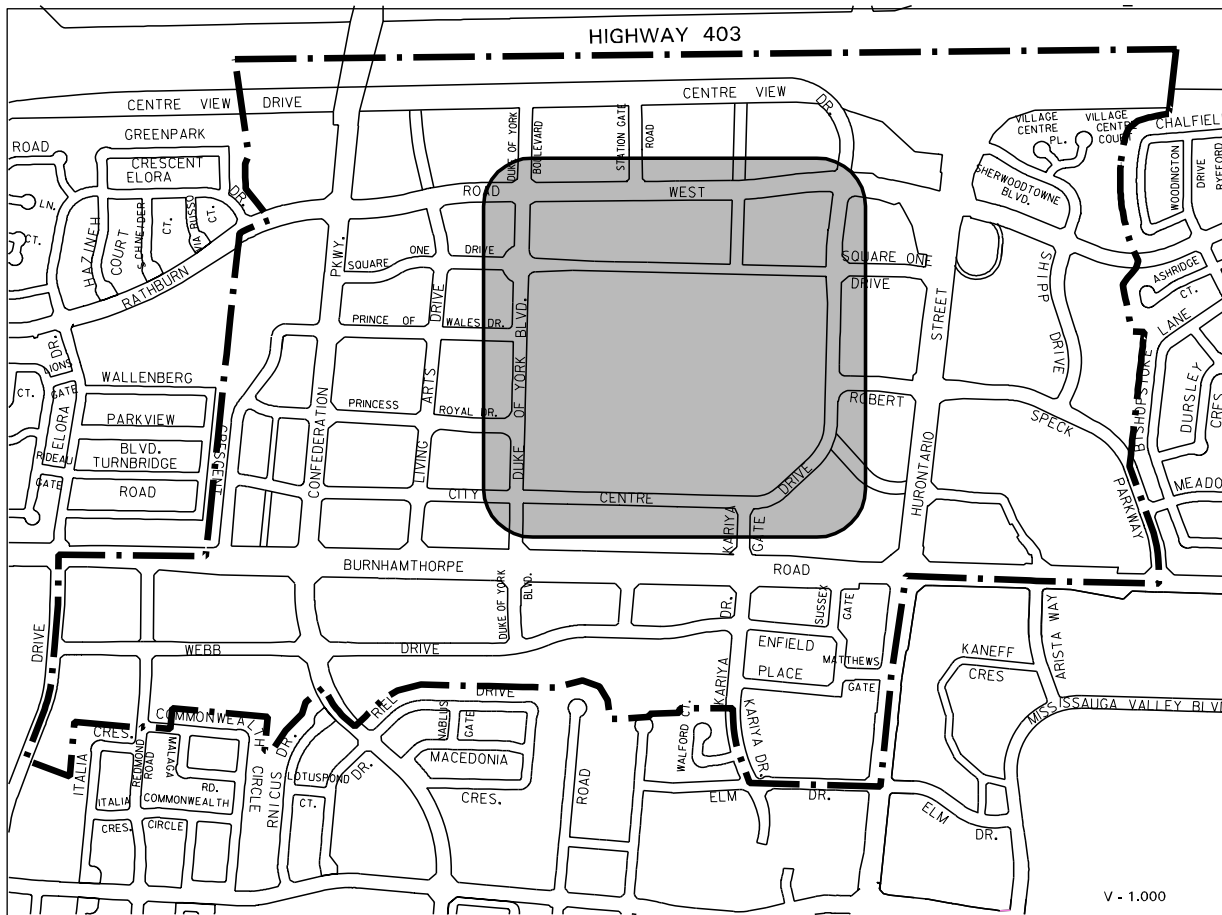 HIGHWAY 403
CENTRE VIEW DRIVE
CENTRE VIEW DR.
GREENPARK
ROAD
CRESCENT
ELORA
DR.
LN.
CT.
HAZINEH
COURT
SCHNEIDER
CT.
VIA RUSSO
CT.
RATHBURN
ROAD
WEST
DUKE OF YORK
BOULEVARD
STATION GATE
ROAD
VILLAGE
CENTRE
PL.
VILLAGE
CENTRE
COURT
CHALFIELD
SHERWOODTOWNE
BLVD.
WOODINGTON
DRIVE
RYEFORD
PKWY.
SQUARE ONE DRIVE
SQUARE ONE
DRIVE
SHIPP
DRIVE
ASHRIDGE
CT.
LANE
DRIVE
PRINCE OF WALES DR.
DUKE OF YORK BLVD.
STREET
DR.
LIONS
GATE
CT.
ELORA
WALLENBERG
PARKVIEW
BLVD.
TURNBRIDGE
ROAD
RIDEAU
GATE
CRESCENT
CONFEDERATION
PRINCESS ROYAL DR.
ARTS
LIVING
DUKE
ROBERT
SPECK
PARKWAY
BISHOPSTOKE
DURSLEY
CRES
MEADO
CITY CENTRE DRIVE
KARIYA
GATE
HURONTARIO
BURNHAMTHORPE ROAD
DUKE OF YORK
BLVD.
DR.
KARIYA
SUSSEX
GATE
ENFIELD
PLACE
MATTHEWS
GATE
KANEFF
CRES
ARISTA WAY
MISSISSAUGA VALLEY BLVD
DRIVE
WEBB DRIVE
COMMONWEALTH
CIRCLE
CRES.
ITALIA
REDMOND
ROAD
MALAGA
RD.
ITALIA
COMMONWEALTH
CRES.
CIRCLE
RINCUS
DR.
LOTUSPOND
CT.
DR.
RIEL DRIVE
NABLUS
GATE
MACEDONIA
CRES.
ROAD
WALFORD CT.
KARIYA DR.
ELM DR.
ELM
DR.
V - 1.000